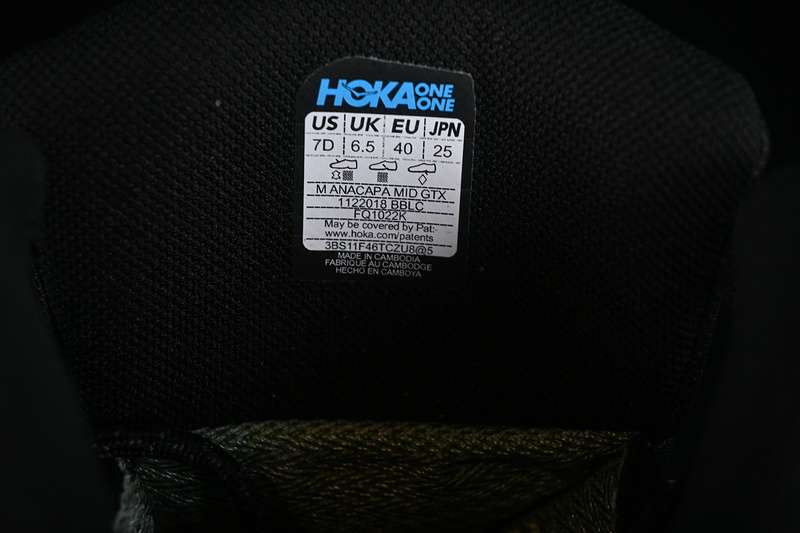 HOKA ONE ONE
US UK EU JPN
7D 6.5 40 25
M ANACAPA MID GTX
1122018 BBLC
FQ1022K
May be covered by Pat:
www.hoka.com/patents
3BS11F46TCZU8@5
MADE IN CAMBODIA
FABRIQUÉ AU CAMBODGE
HECHO EN CAMBOYA